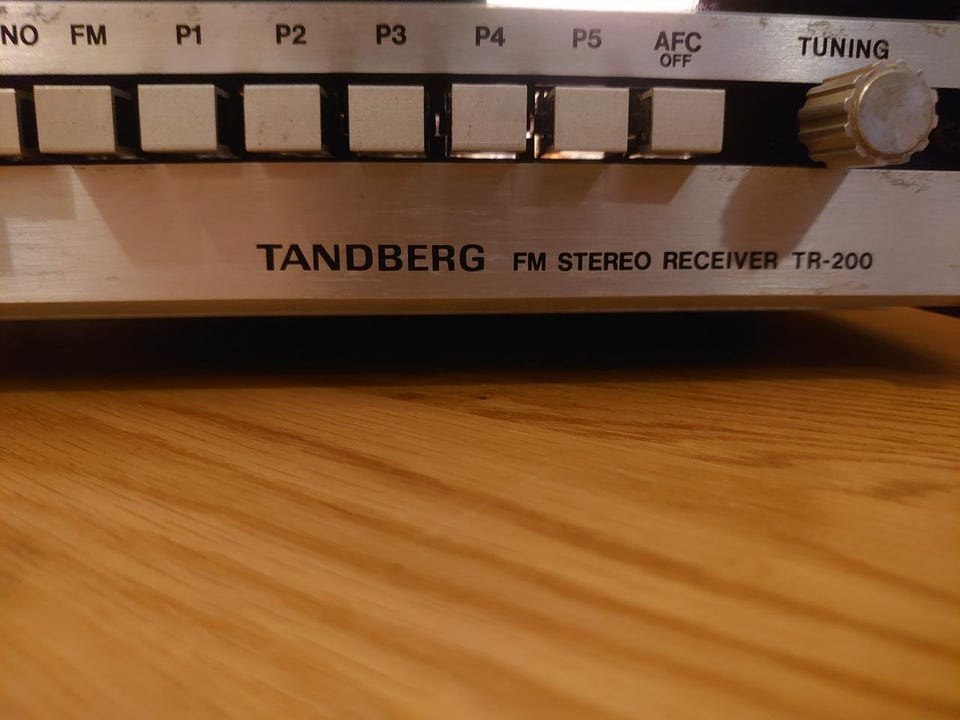 NO FM P1 P2 P3 P4 P5 AFC OFF TUNING
TANDBERG FM STEREO RECEIVER TR-200